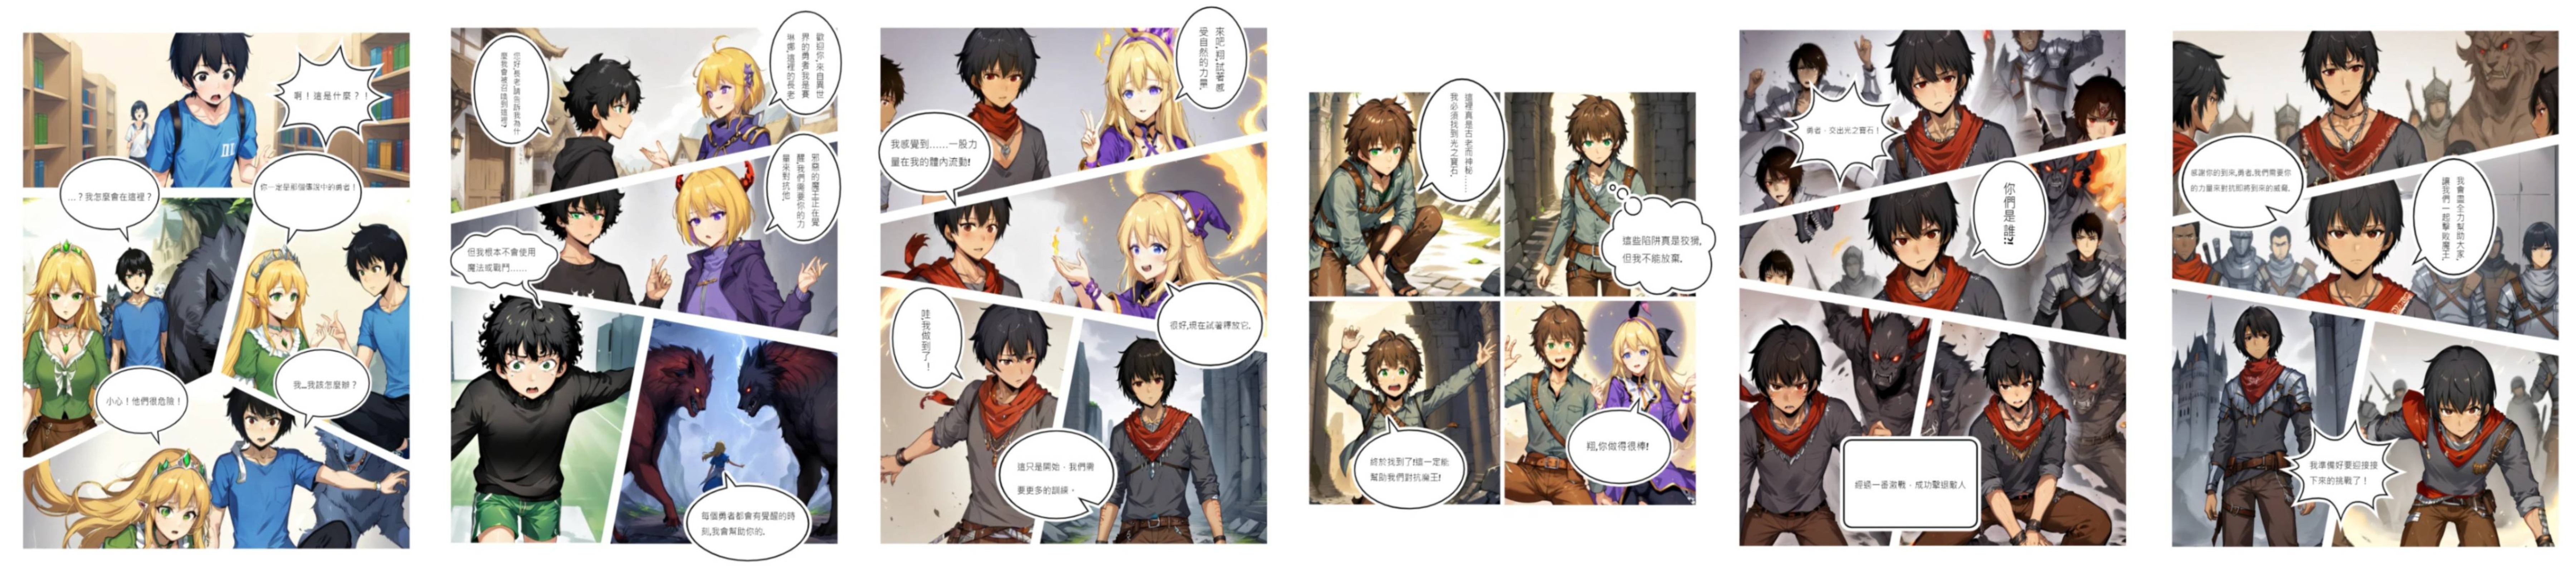 啊！這是什麼？！
…？我怎麼會在這裡？
你一定是那個傳說中的勇者！
小心！他們很危險！
我…我該怎麼辦？
歡迎你,來自異世
界的勇者,我是賽
琳娜,這裡的長老.
您好,長老,請告訴我,為什
麼我會被召喚到這裡?
邪惡的魔王正在覺
醒,我們需要你的力
量來對抗他.
但我根本不會使用
魔法或戰鬥……
每個勇者都會有覺醒的時
刻,我會幫助你的.
來吧,翔,試著感
受自然的力量.
我感覺到……一股力
量在我的體內流動!
很好,現在試著釋放它.
哇,我做到了！
這只是開始，我們需
要更多的訓練。
這裡真是古老而神秘……
我必須找到光之寶石.
這些陷阱真是狡猾,
但我不能放棄.
終於找到了!這一定能
幫助我們對抗魔王!
翔,你做得很棒!
勇者，交出光之寶石！
你們是誰?!
經過一番激戰，成功擊退敵人
感謝你的到來,勇者,我們需要你
的力量來對抗即將到來的威脅.
我會盡全力幫助大家,
讓我們一起擊敗魔王.
我準備好要迎接接
下來的挑戰了！